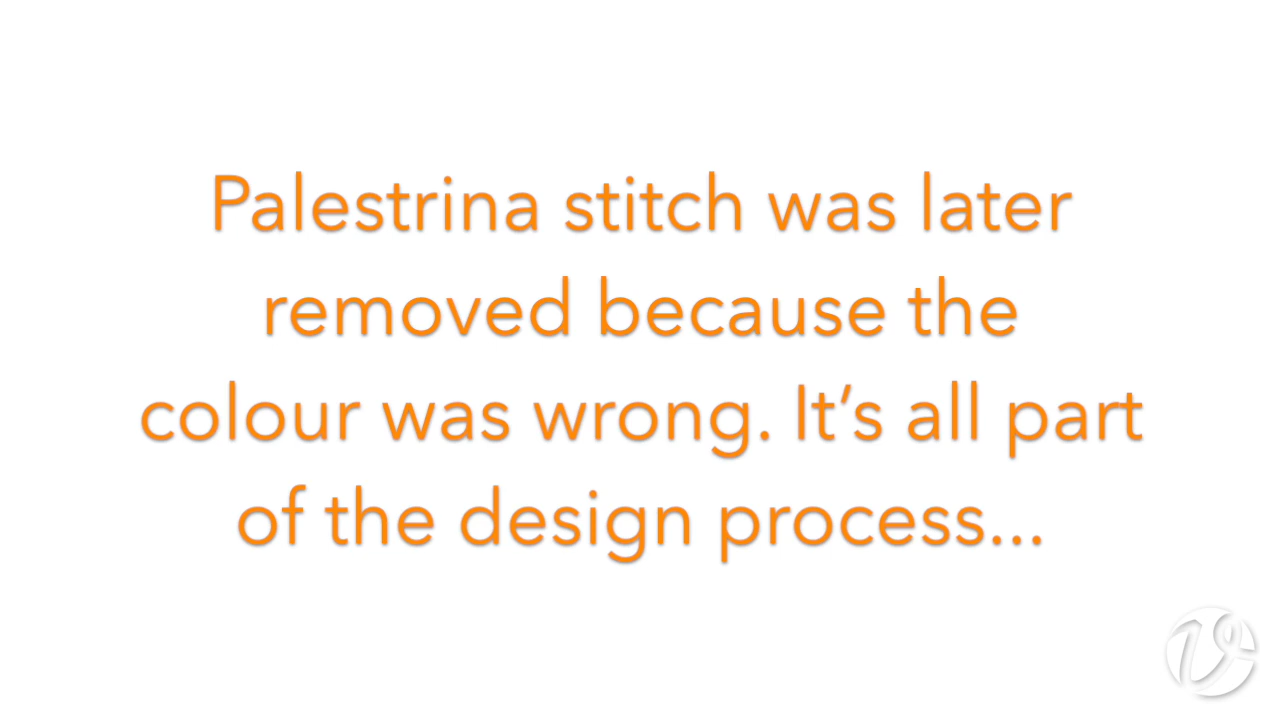 Palestrina stitch was later
removed because the
colour was wrong. It’s all part
of the design process...